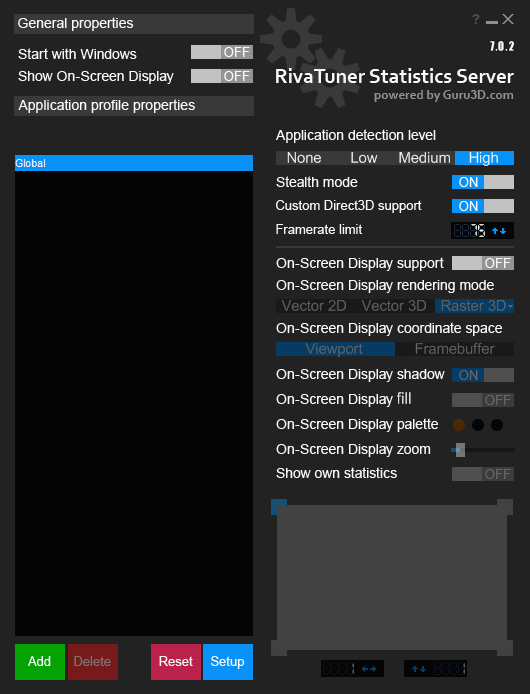 General properties
Start with Windows OFF
Show On-Screen Display OFF
Application profile properties
Global
Add
Delete
Reset
Setup
?
7.0.2
RivaTuner Statistics Server
powered by Guru3D.com
Application detection level
None Low Medium High
Stealth mode ON
Custom Direct3D support ON
Framerate limit 75
On-Screen Display support OFF
On-Screen Display rendering mode
Vector 2D Vector 3D Raster 3D
On-Screen Display coordinate space
Viewport Framebuffer
On-Screen Display shadow ON
On-Screen Display fill OFF
On-Screen Display palette
On-Screen Display zoom
Show own statistics OFF
1 1